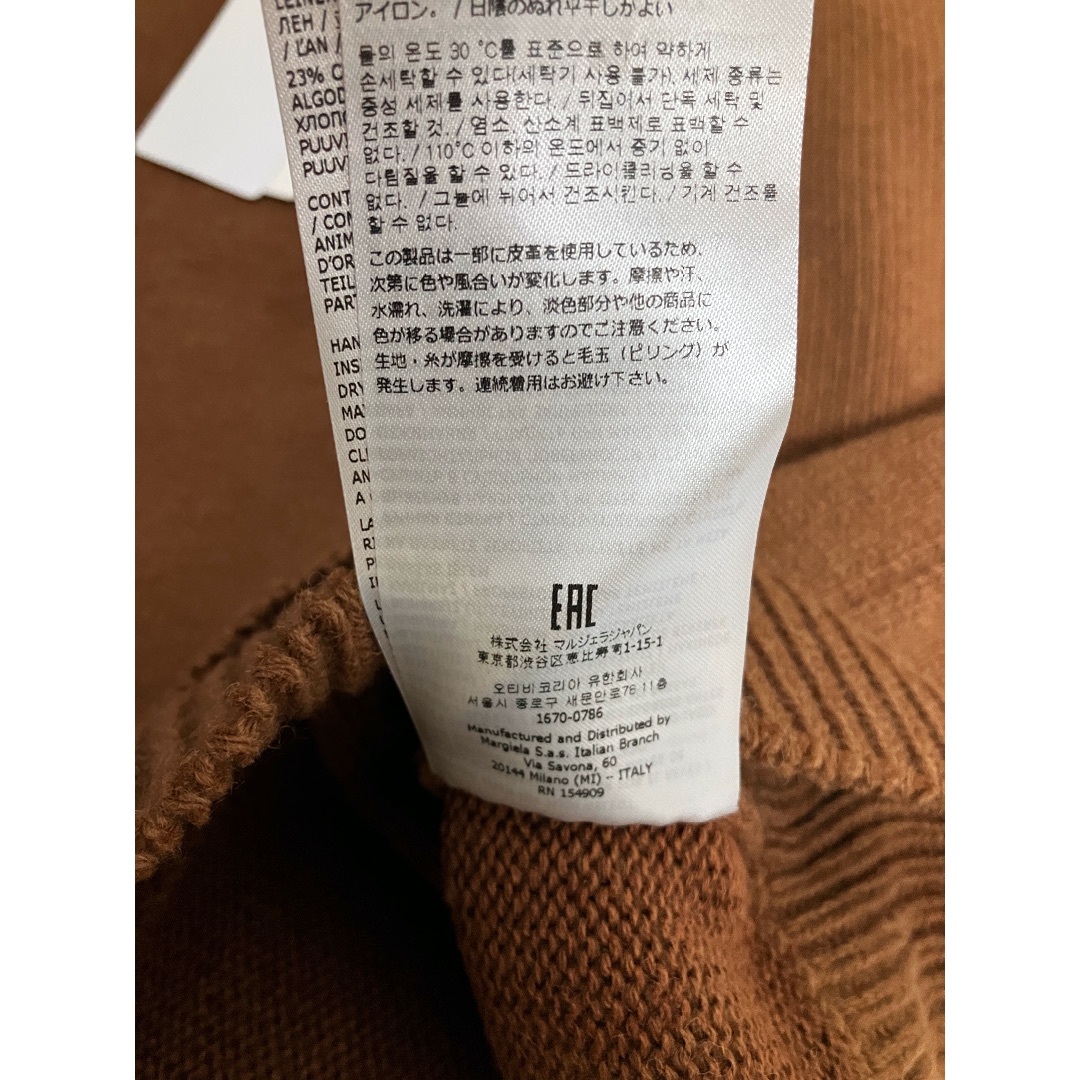 ЛЕН /
/ L'AN /
23% C
ALGOD
ХЛОПО
PUUVI
PUUV
CONT
/ CON
ANIM
D'OR
TEIL
PART
HAN
INS
DRY
MA
DO
CL
AN
A
LA
RI
P
アイロン。 / 日陰のぬれ平干しがよい
물의 온도 30 °C를 표준으로 하여 약하게
손세탁할 수 있다(세탁기 사용 불가). 세제 종류는
중성 세제를 사용한다. / 뒤집어서 단독 세탁 및
건조할 것. / 염소, 산소계 표백제로 표백할 수
없다. / 110°C 이하의 온도에서 증기 없이
다림질을 할 수 있다. / 드라이클리닝을 할 수
없다. / 그늘에 뉘어서 건조시킨다. / 기계 건조를
할 수 없다.
この製品は一部に皮革を使用しているため、
次第に色や風合いが変化します。摩擦や汗、
水濡れ、洗濯により、淡色部分や他の商品に
色が移る場合がありますのでご注意ください。
生地・糸が摩擦を受けると毛玉（ピリング）が
発生します。連続着用はお避け下さい。
EAC
株式会社 マルジェラジャパン
東京都渋谷区恵比寿南1-15-1
오티비코리아 유한회사
서울시 종로구 새문안로76 11층
1670-0786
Manufactured and Distributed by
Margiela S.a.s. Italian Branch
Via Savona, 60
20144 Milano (MI) – ITALY
RN 154909